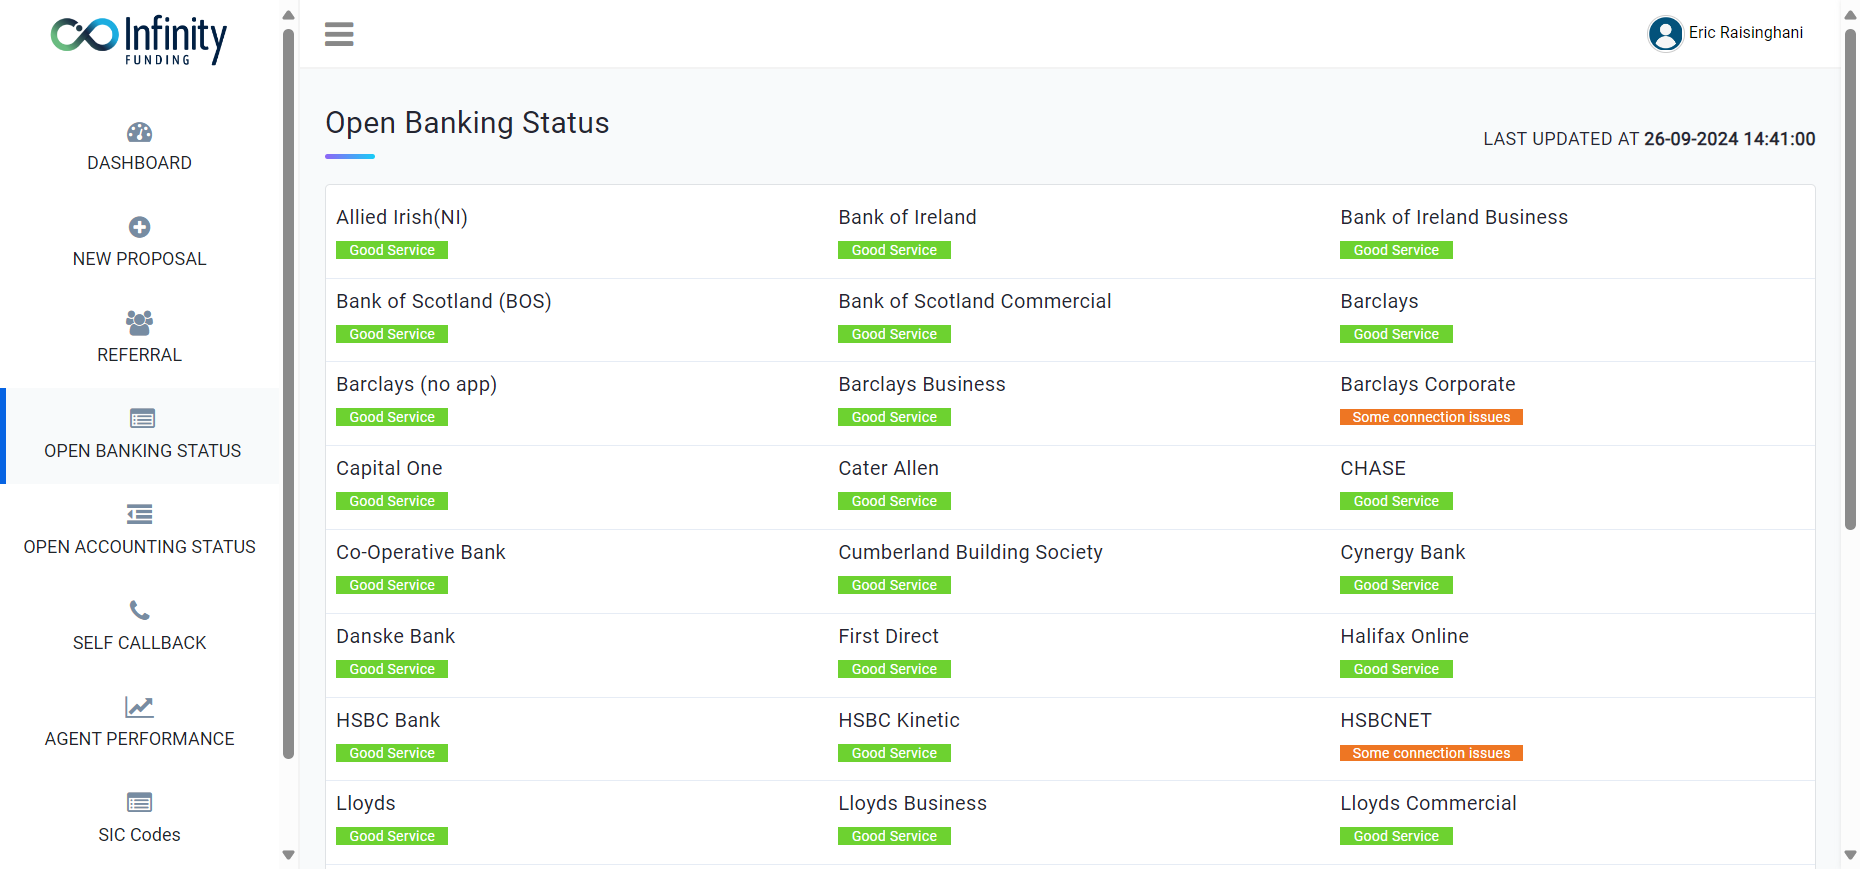 Infinity
FUNDING
Eric Raisinghani
DASHBOARD
NEW PROPOSAL
REFERRAL
OPEN BANKING STATUS
OPEN ACCOUNTING STATUS
SELF CALLBACK
AGENT PERFORMANCE
SIC Codes
Open Banking Status
LAST UPDATED AT 26-09-2024 14:41:00
Allied Irish(NI) Bank of Ireland Bank of Ireland Business
Good Service Good Service Good Service
Bank of Scotland (BOS) Bank of Scotland Commercial Barclays
Good Service Good Service Good Service
Barclays (no app) Barclays Business Barclays Corporate
Good Service Good Service Some connection issues
Capital One Cater Allen CHASE
Good Service Good Service Good Service
Co-Operative Bank Cumberland Building Society Cynergy Bank
Good Service Good Service Good Service
Danske Bank First Direct Halifax Online
Good Service Good Service Good Service
HSBC Bank HSBC Kinetic HSBCNET
Good Service Good Service Some connection issues
Lloyds Lloyds Business Lloyds Commercial
Good Service Good Service Good Service